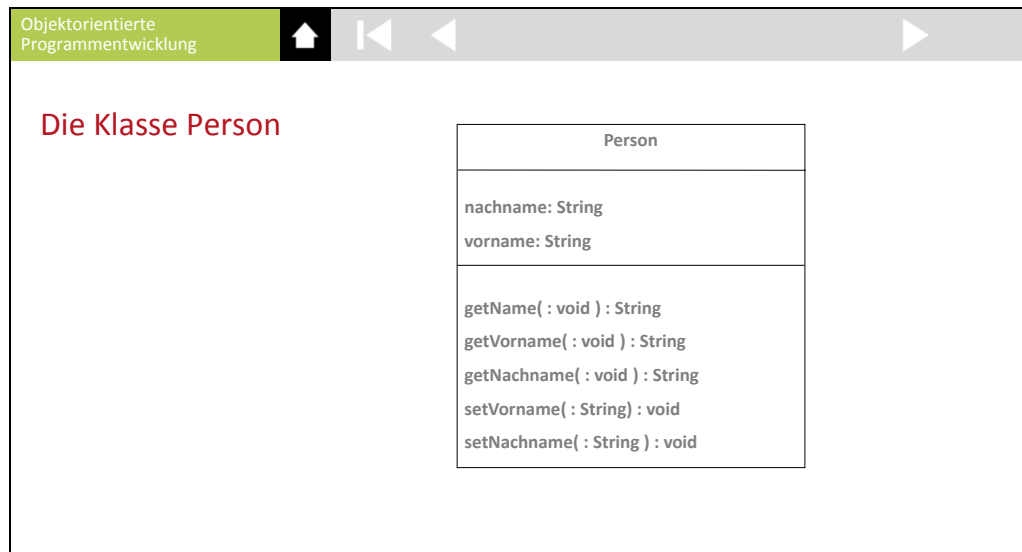 Objektorientierte
Programmentwicklung
Die Klasse Person
Person
nachname: String
vorname: String
getName( : void ) : String
getVorname( : void ) : String
getNachname( : void ) : String
setVorname( : String) : void
setNachname( : String ) : void